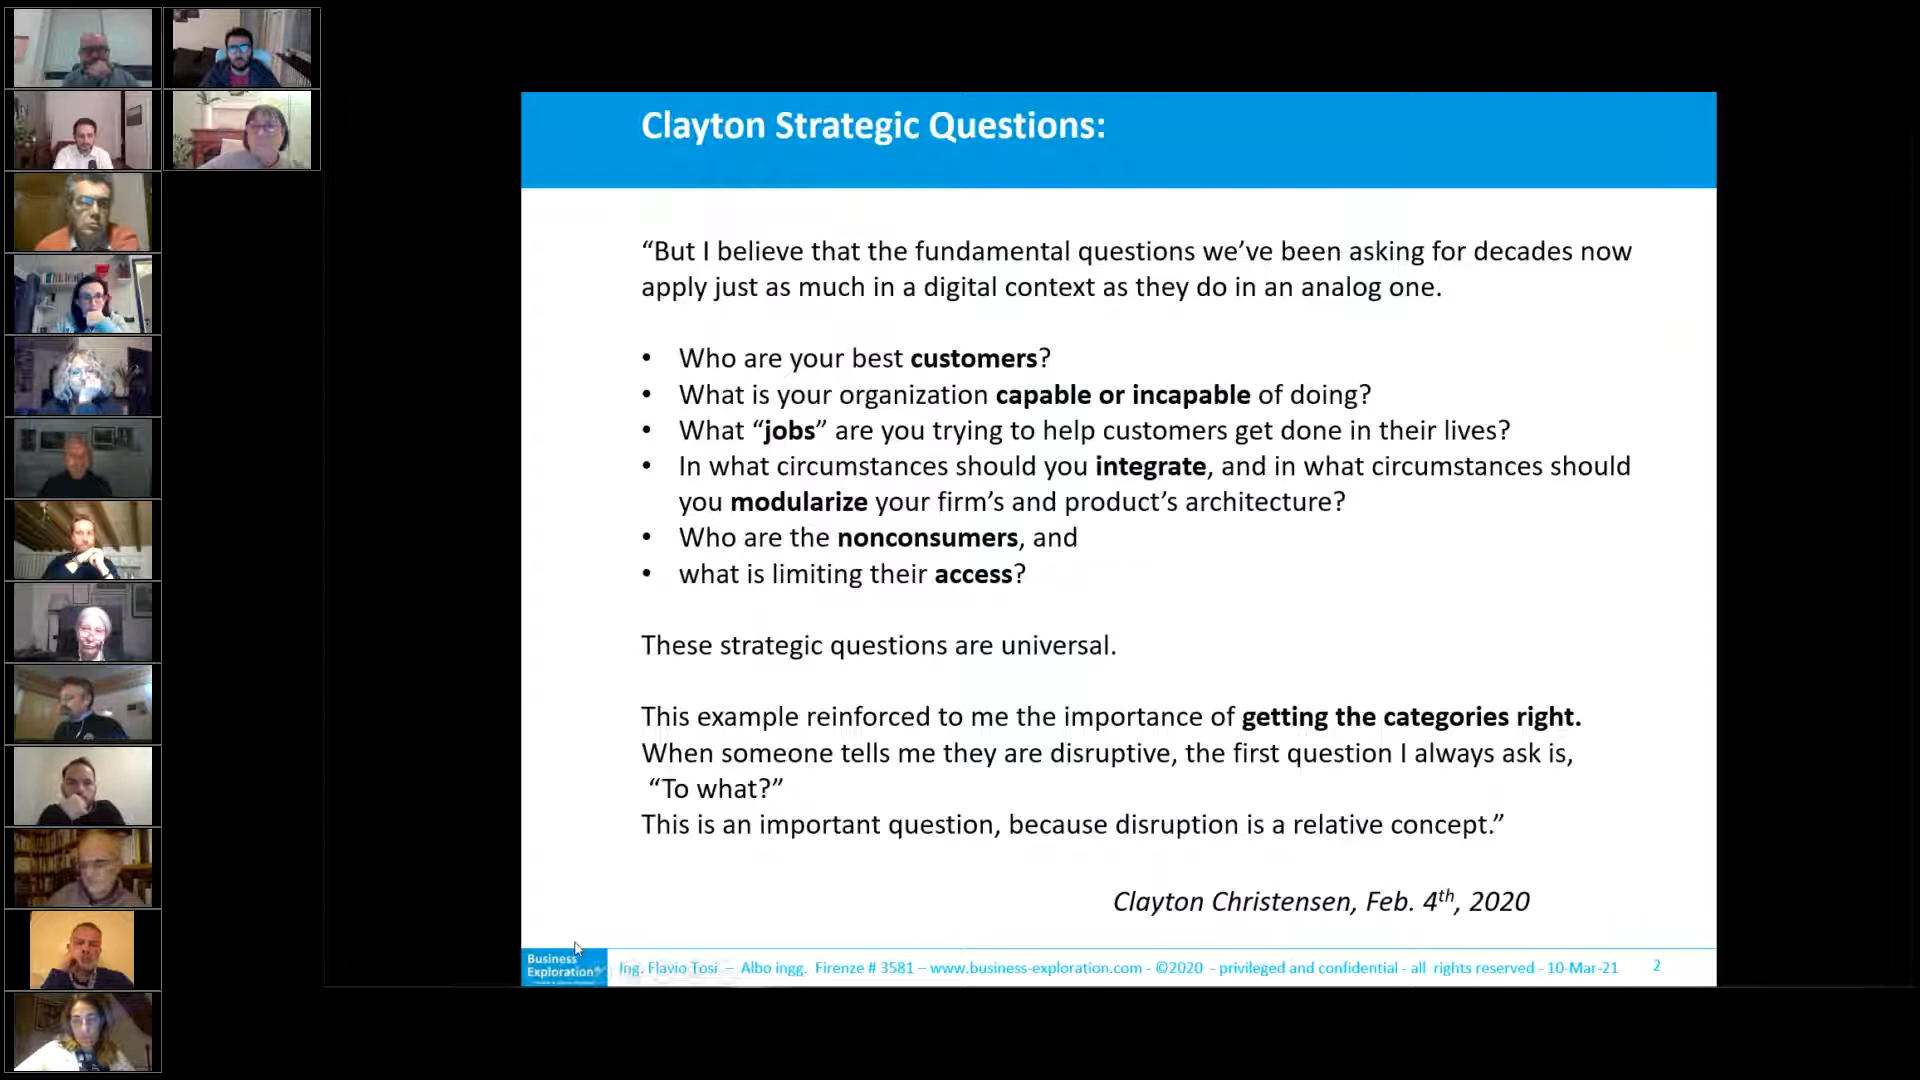 Clayton Strategic Questions:
“But I believe that the fundamental questions we’ve been asking for decades now
apply just as much in a digital context as they do in an analog one.
• Who are your best customers?
• What is your organization capable or incapable of doing?
• What “jobs” are you trying to help customers get done in their lives?
• In what circumstances should you integrate, and in what circumstances should
you modularize your firm’s and product’s architecture?
• Who are the nonconsumers, and
• what is limiting their access?
These strategic questions are universal.
This example reinforced to me the importance of getting the categories right.
When someone tells me they are disruptive, the first question I always ask is,
“To what?”
This is an important question, because disruption is a relative concept.”
Clayton Christensen, Feb. 4th, 2020
Business
Exploration
Ing. Flavio Tosi – Albo ingg. Firenze # 3581 – www.business-exploration.com - ©2020 - privileged and confidential - all rights reserved - 10-Mar-21
2